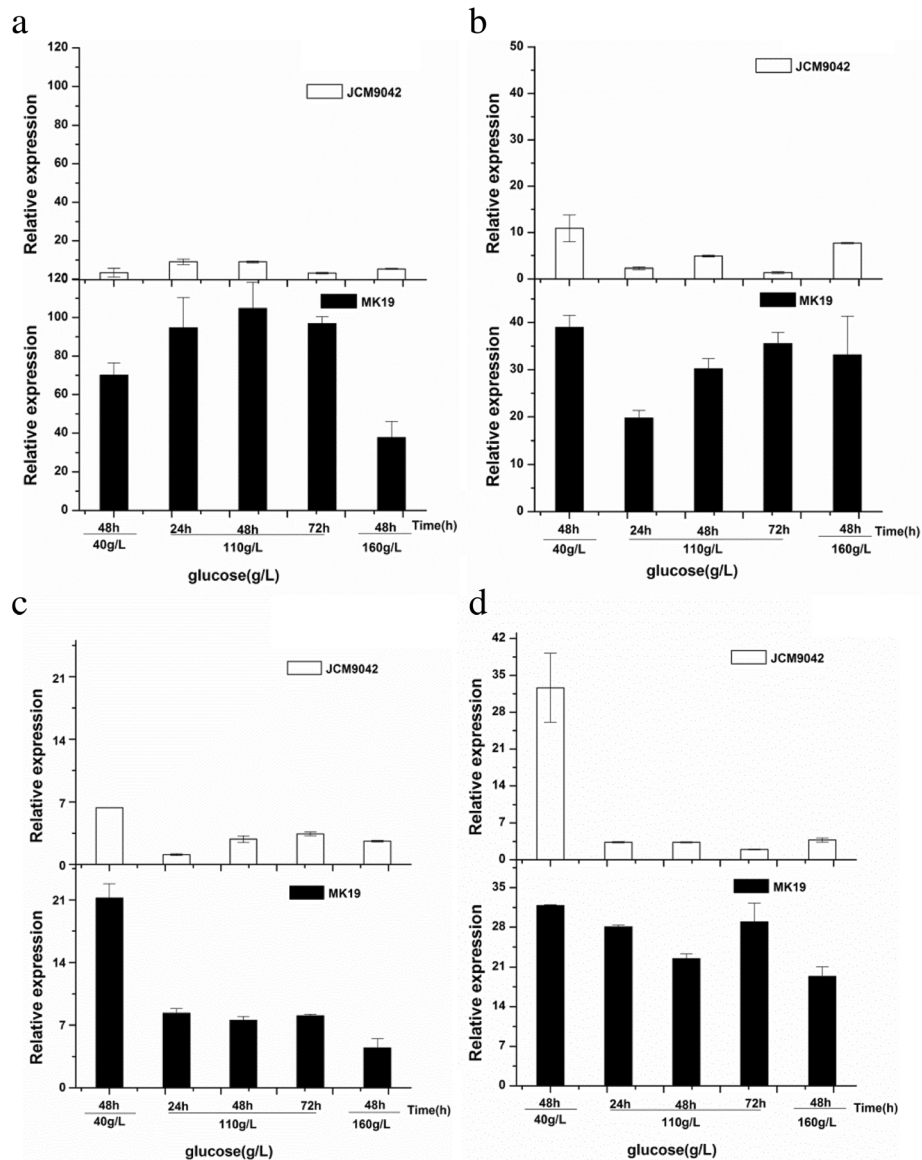 a
120
100
80
60
40
20
Relative expression
JCM9042
120
100
80
60
40
20
0
Relative expression
MK19
48h 24h 48h 72h 48h Time(h)
40g/L 110g/L 160g/L
glucose(g/L)
b
50
40
30
20
10
0
Relative expression
JCM9042
40
30
20
10
0
Relative expression
MK19
48h 24h 48h 72h 48h Time(h)
40g/L 110g/L 160g/L
glucose(g/L)
c
21
14
7
0
Relative expression
JCM9042
21
14
7
0
Relative expression
MK19
48h 24h 48h 72h 48h Time(h)
40g/L 110g/L 160g/L
glucose(g/L)
d
42
35
28
21
14
7
0
Relative expression
JCM9042
35
28
21
14
7
0
Relative expression
MK19
48h 24h 48h 72h 48h Time(h)
40g/L 110g/L 160g/L
glucose(g/L)